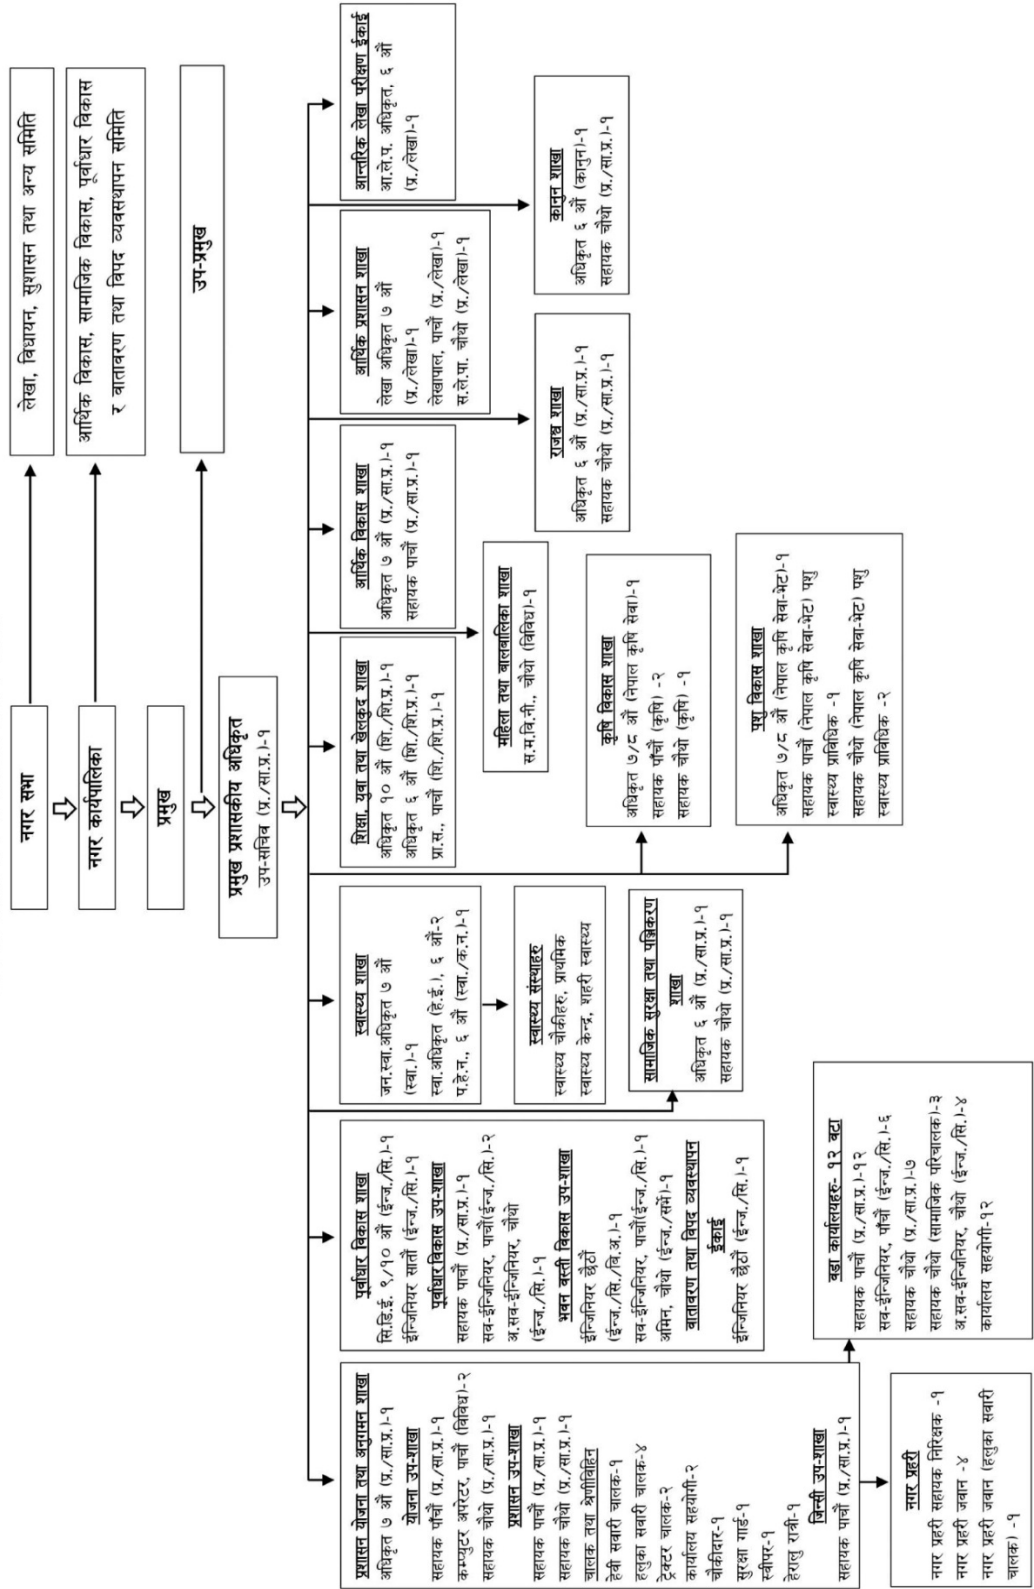 नगर सभा
लेखा, विधायन, सुशासन तथा अन्य समिति
नगर कार्यपालिका
आर्थिक विकास, सामाजिक विकास, पूर्वाधार विकास
र वातावरण तथा विपद व्यवसथापन समिति
प्रमुख
उप-प्रमुख
प्रमुख प्रशासकीय अधिकृत
उप-सचिव (प्र./सा.प्र.)-१
प्रशासन योजना तथा अनुगमन शाखा
अधिकृत ७ औं (प्र./सा.प्र.)-१
योजना उप-शाखा
सहायक पाँचौं (प्र./सा.प्र.)-१
कम्प्युटर अपरेटर, पाचौं (विविध)-२
सहायक चौथो (प्र./सा.प्र.)-१
प्रशासन उप-शाखा
सहायक पाचौं (प्र./सा.प्र.)-१
सहायक चौथो (प्र./सा.प्र.)-१
चालक तथा श्रेणीविहिन
हेवी सवारी चालक-१
हलुका सवारी चालक-४
ट्रेक्टर चालक-२
कार्यालय सहयोगी-२
चौकीदार-१
सुरक्षा गार्ड-१
स्वीपर-१
हेरालु रात्री-१
जिन्सी उप-शाखा
सहायक पाचौं (प्र./सा.प्र.)-१
पूर्वाधार विकास शाखा
सि.डि.ई. ९/१० औं (ईन्ज./सि.)-१
ईन्जिनियर सातौं (ईन्ज./सि.)-१
पूर्वाधार विकास उप-शाखा
सहायक पाचौं (प्र./सा.प्र.)-१
सव-ईन्जिनियर, पाचौं(ईन्ज./सि.)-२
अ.सव-ईन्जिनियर, चौथो
(ईन्ज./सि.)-१
भवन वस्ती विकास उप-शाखा
ईन्जिनियर छैठौं
(ईन्ज./सि./वि.अ.)-१
सव-ईन्जिनियर, पाचौं(ईन्ज./सि.)-१
अमिन, चौथो (ईन्ज./सर्भे)-१
वातावरण तथा विपद व्यवस्थापन
ईकाई
ईन्जिनियर छैठौं (ईन्ज./सि.)-१
स्वास्थ्य शाखा
जन.स्वा.अधिकृत ७ औं
(स्वा.)-१
स्वा.अधिकृत (हे.ई.), ६ औं-२
प.हे.न., ६ औं (स्वा./क.न.)-१
शिक्षा, युवा तथा खेलकुद शाखा
अधिकृत १० औं (शि./शि.प्र.)-१
अधिकृत ६ औं (शि./शि.प्र.)-१
प्रा.स., पाचौं (शि./शि.प्र.)-१
आर्थिक विकास शाखा
अधिकृत ७ औं (प्र./सा.प्र.)-१
सहायक पाचौं (प्र./सा.प्र.)-१
आर्थिक प्रशासन शाखा
लेखा अधिकृत ७ औं
(प्र./लेखा)-१
लेखापाल, पाचौं (प्र./लेखा)-१
स.ले.पा. चौथो (प्र./लेखा)-१
आन्तरिक लेखा परीक्षण ईकाई
आ.ले.प. अधिकृत, ६ औं
(प्र./लेखा)-१
स्वास्थ्य संस्थाहरु
स्वास्थ्य चौकीहरु, प्राथमिक
स्वास्थ्य केन्द्र, शहरी स्वास्थ्य
महिला तथा बालबालिका शाखा
स.म.वि.नी., चौथो (विविध)-१
राजश्व शाखा
अधिकृत ६ औं (प्र./सा.प्र.)-१
सहायक चौथो (प्र./सा.प्र.)-१
कानुन शाखा
अधिकृत ६ औं (कानुन)-१
सहायक चौथो (प्र./सा.प्र.)-१
सामाजिक सुरक्षा तथा पञ्जिकरण
शाखा
अधिकृत ६ औं (प्र./सा.प्र.)-१
सहायक चौथो (प्र./सा.प्र.)-१
कृषि विकास शाखा
अधिकृत ७/८ औं (नेपाल कृषि सेवा)-१
सहायक पाँचौं (कृषि) -२
सहायक चौथो (कृषि) -१
पशु विकास शाखा
अधिकृत ७/८ औं (नेपाल कृषि सेवा-भेट)-१
सहायक पाचौं (नेपाल कृषि सेवा-भेट) पशु
स्वास्थ्य प्राविधिक -१
सहायक चौथो (नेपाल कृषि सेवा-भेट) पशु
स्वास्थ्य प्राविधिक -२
वडा कार्यालयहरु- १२ वटा
सहायक पाचौं (प्र./सा.प्र.)-१२
सव-ईन्जिनियर, पाँचौं (ईन्ज./सि.)-६
सहायक चौथो (प्र./सा.प्र.)-७
सहायक चौथो (सामाजिक परिचालक)-३
अ.सव-ईन्जिनियर, चौथो (ईन्ज./सि.)-४
कार्यालय सहयोगी-१२
नगर प्रहरी
नगर प्रहरी सहायक निरिक्षक -१
नगर प्रहरी जवान -४
नगर प्रहरी जवान (हलुका सवारी
चालक) -१